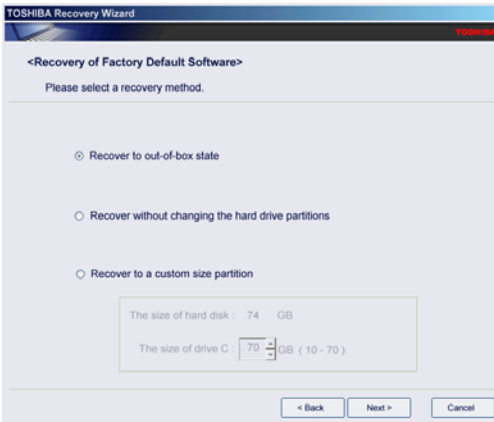 TOSHIBA Recovery Wizard
TOSHIBA
<Recovery of Factory Default Software>
Please select a recovery method.
Recover to out-of-box state
Recover without changing the hard drive partitions
Recover to a custom size partition
The size of hard disk : 74 GB
The size of drive C : 70 GB ( 10 - 70 )
< Back Next > Cancel